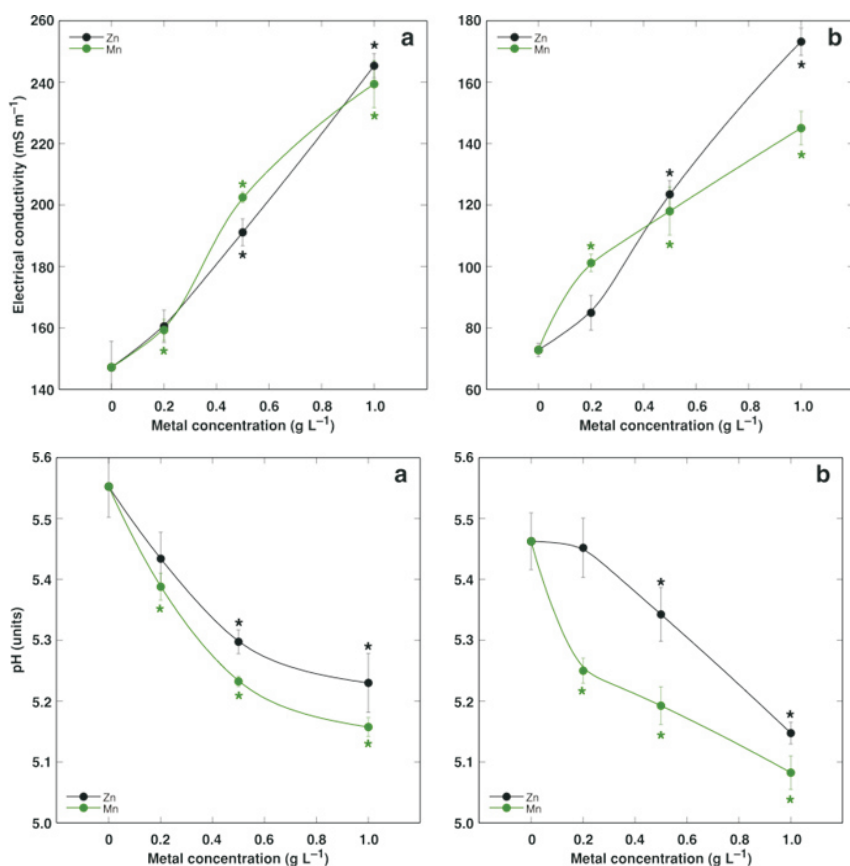 260
240
220
200
180
160
140
Electrical conductivity (mS m⁻¹)
Zn
Mn
a
0 0.2 0.4 0.6 0.8 1.0
Metal concentration (g L⁻¹)
180
160
140
120
100
80
60
Zn
Mn
b
0 0.2 0.4 0.6 0.8 1.0
Metal concentration (g L⁻¹)
5.6
5.5
5.4
5.3
5.2
5.1
5.0
pH (units)
a
Zn
Mn
0 0.2 0.4 0.6 0.8 1.0
Metal concentration (g L⁻¹)
5.6
5.5
5.4
5.3
5.2
5.1
5.0
b
Zn
Mn
0 0.2 0.4 0.6 0.8 1.0
Metal concentration (g L⁻¹)